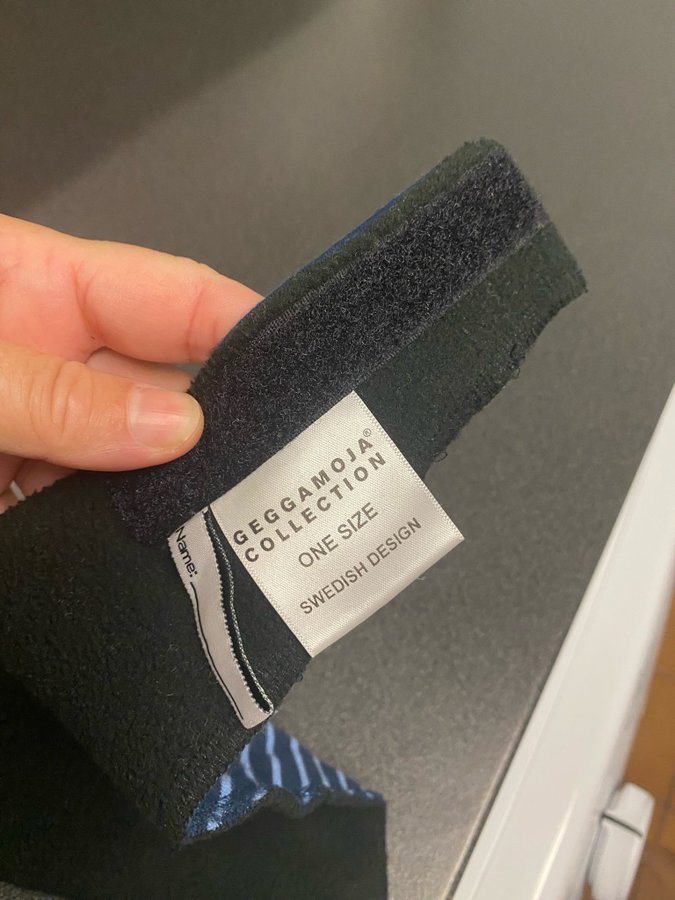 GEGGAMOJA®
COLLECTION
ONE SIZE
SWEDISH DESIGN
Name: